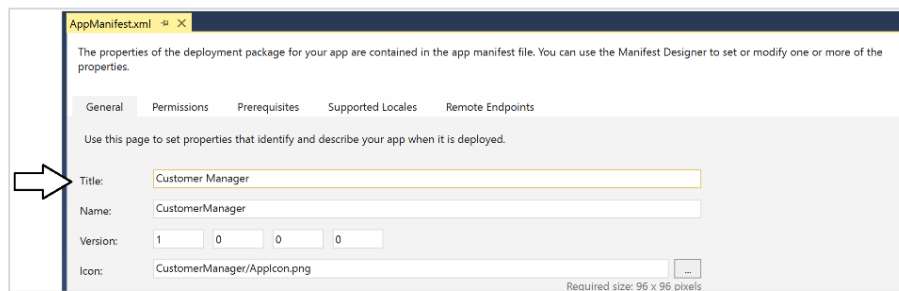 AppManifest.xml
The properties of the deployment package for your app are contained in the app manifest file. You can use the Manifest Designer to set or modify one or more of the
properties.
General Permissions Prerequisites Supported Locales Remote Endpoints
Use this page to set properties that identify and describe your app when it is deployed.
Title: Customer Manager
Name: CustomerManager
Version: 1 0 0 0
Icon: CustomerManager/AppIcon.png ...
Required size: 96 x 96 pixels